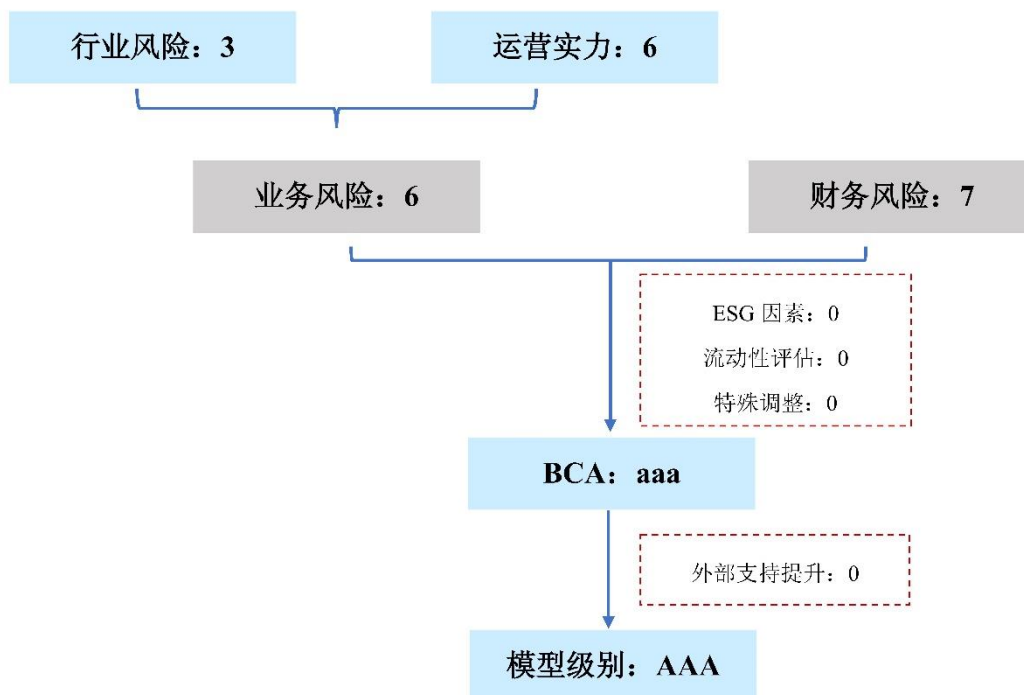 行业风险：3
运营实力：6
业务风险：6
财务风险：7
ESG 因素：0
流动性评估：0
特殊调整：0
BCA：aaa
外部支持提升：0
模型级别：AAA